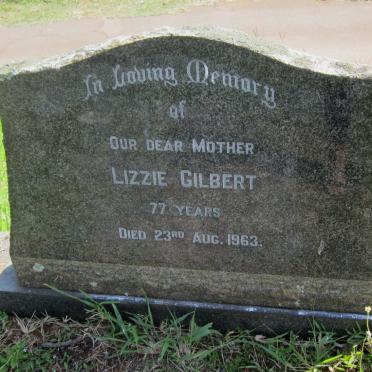 In Loving Memory
of
OUR DEAR MOTHER
LIZZIE GILBERT
77 YEARS
DIED 23RD AUG. 1963.